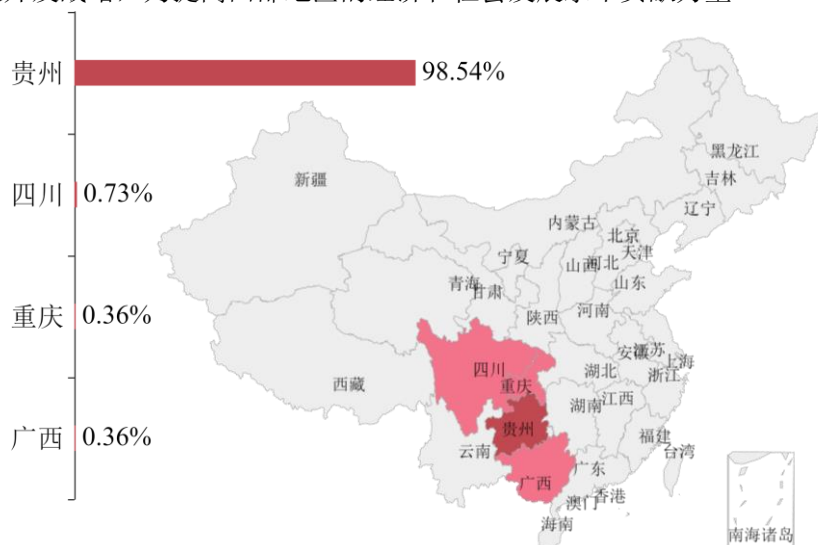 贵州
98.54%
四川
0.73%
重庆
0.36%
广西
0.36%
黑龙江
吉林
辽宁
新疆
内蒙古
北京
天津
宁夏
山西
河北
山东
青海
甘肃
陕西
河南
安徽
江苏
上海
西藏
四川
重庆
湖北
浙江
湖南
江西
贵州
云南
福建
台湾
广东
广西
香港
澳门
海南
南海诸岛